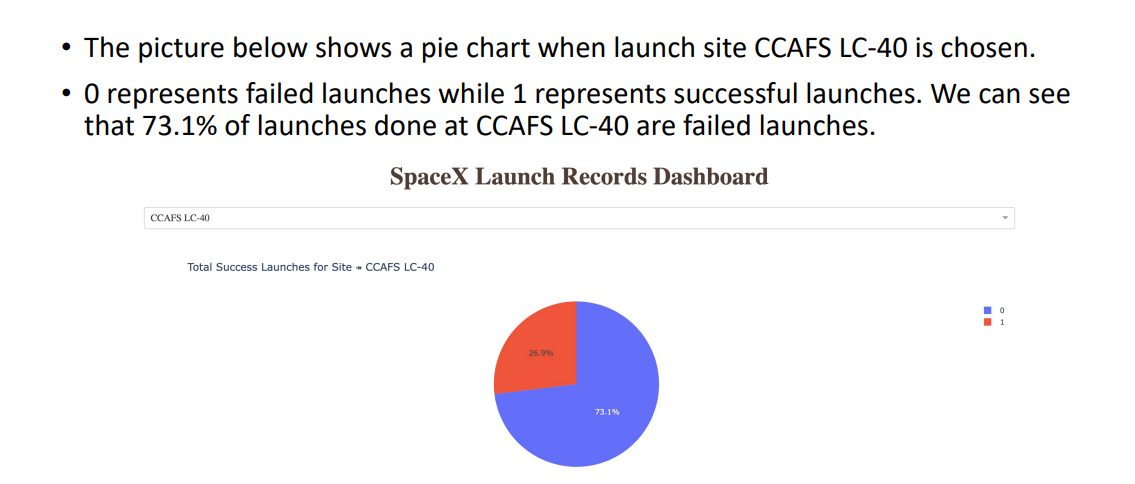 • The picture below shows a pie chart when launch site CCAFS LC-40 is chosen.
• 0 represents failed launches while 1 represents successful launches. We can see
that 73.1% of launches done at CCAFS LC-40 are failed launches.
SpaceX Launch Records Dashboard
CCAFS LC-40
Total Success Launches for Site ↠ CCAFS LC-40
0
1
26.9%
73.1%